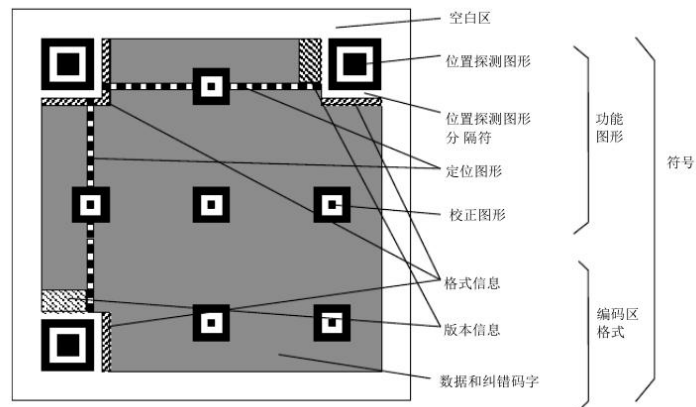 空白区
位置探测图形
位置探测图形
分 隔符
功能
图形
符号
定位图形
校正图形
格式信息
版本信息
编码区
格式
数据和纠错码字